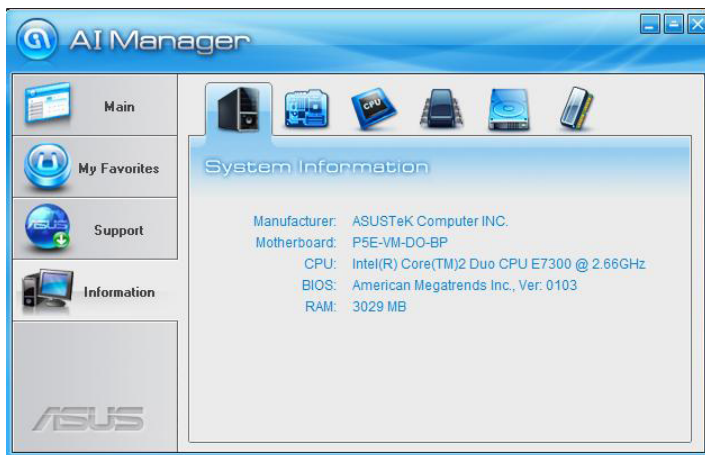 AI Manager
Main
My Favorites
Support
Information
ASUS
CPU
System Information
Manufacturer: ASUSTeK Computer INC.
Motherboard: P5E-VM-DO-BP
CPU: Intel(R) Core(TM)2 Duo CPU E7300 @ 2.66GHz
BIOS: American Megatrends Inc., Ver: 0103
RAM: 3029 MB
/SUS